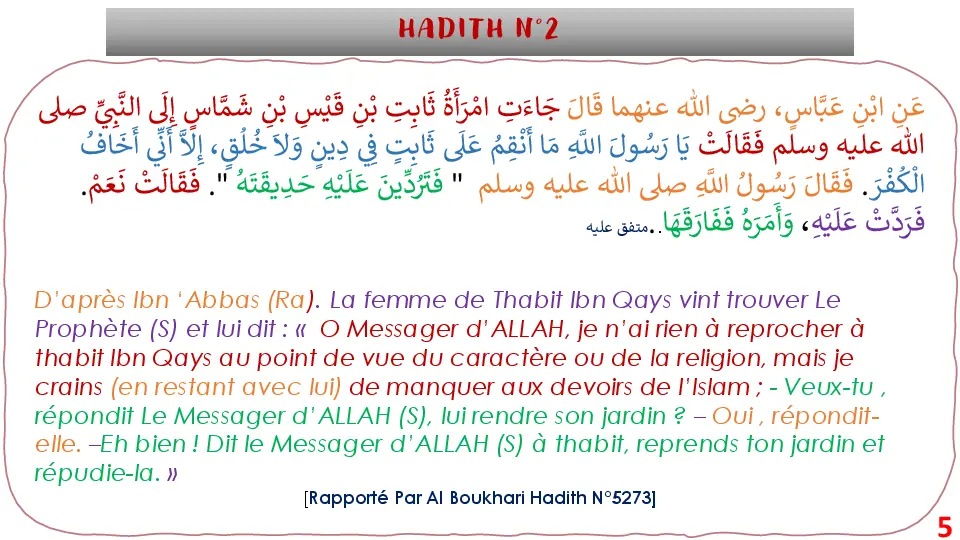 HADITH N°2
عَنِ ابْنِ عَبَّاسٍ، رضى الله عنهما قَالَ جَاءَتِ امْرَأَةُ ثَابِتِ بْنِ قَيْسِ بْنِ شَمَّاسٍ إِلَى النَّبِيِّ صلى
الله عليه وسلم فَقَالَتْ يَا رَسُولَ اللَّهِ مَا أَنْقِمُ عَلَى ثَابِتٍ فِي دِينٍ وَلاَ خُلُقٍ، إِلاَّ أَنِّي أَخَافُ
الْكُفْرَ. فَقَالَ رَسُولُ اللَّهِ صلى الله عليه وسلم " فَتَرُدِّينَ عَلَيْهِ حَدِيقَتَهُ ". فَقَالَتْ نَعَمْ.
فَرَدَّتْ عَلَيْهِ، وَأَمَرَهُ فَفَارَقَهَا..متفق عليه
D'après Ibn 'Abbas (Ra). La femme de Thabit Ibn Qays vint trouver Le
Prophète (S) et lui dit : « O Messager d'ALLAH, je n'ai rien à reprocher à
thabit Ibn Qays au point de vue du caractère ou de la religion, mais je
crains (en restant avec lui) de manquer aux devoirs de l'Islam ; - Veux-tu ,
répondit Le Messager d'ALLAH (S), lui rendre son jardin ? – Oui , répondit-
elle. –Eh bien ! Dit le Messager d'ALLAH (S) à thabit, reprends ton jardin et
répudie-la. »
[Rapporté Par Al Boukhari Hadith N°5273]
5